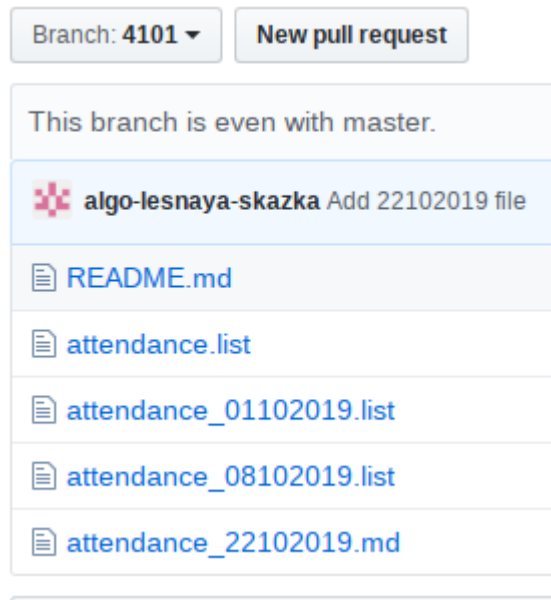 Branch: 4101 New pull request
This branch is even with master.
algo-lesnaya-skazka Add 22102019 file
README.md
attendance.list
attendance_01102019.list
attendance_08102019.list
attendance_22102019.md